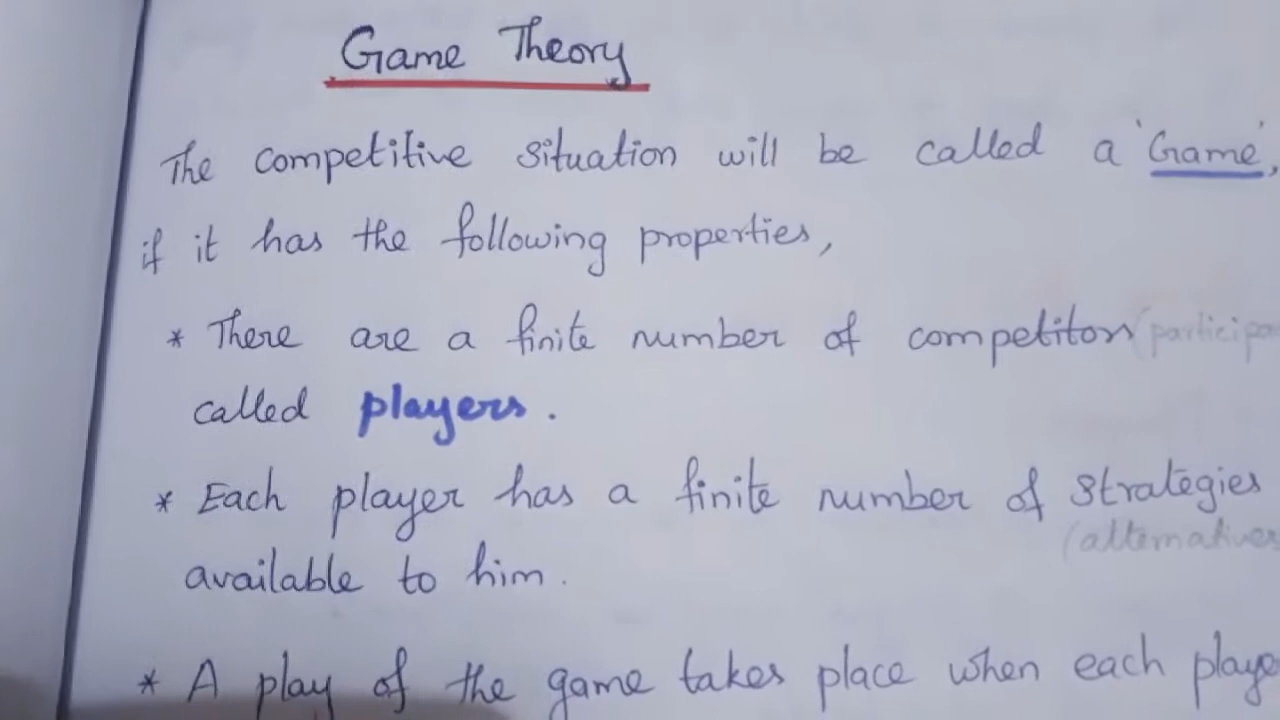 Game Theory
The competitive situation will be called a 'Game',
if it has the following properties,
* There are a finite number of competitors
called players.
* Each player has a finite number of strategies
(alternatives
available to him.
* A play of the game takes place when each